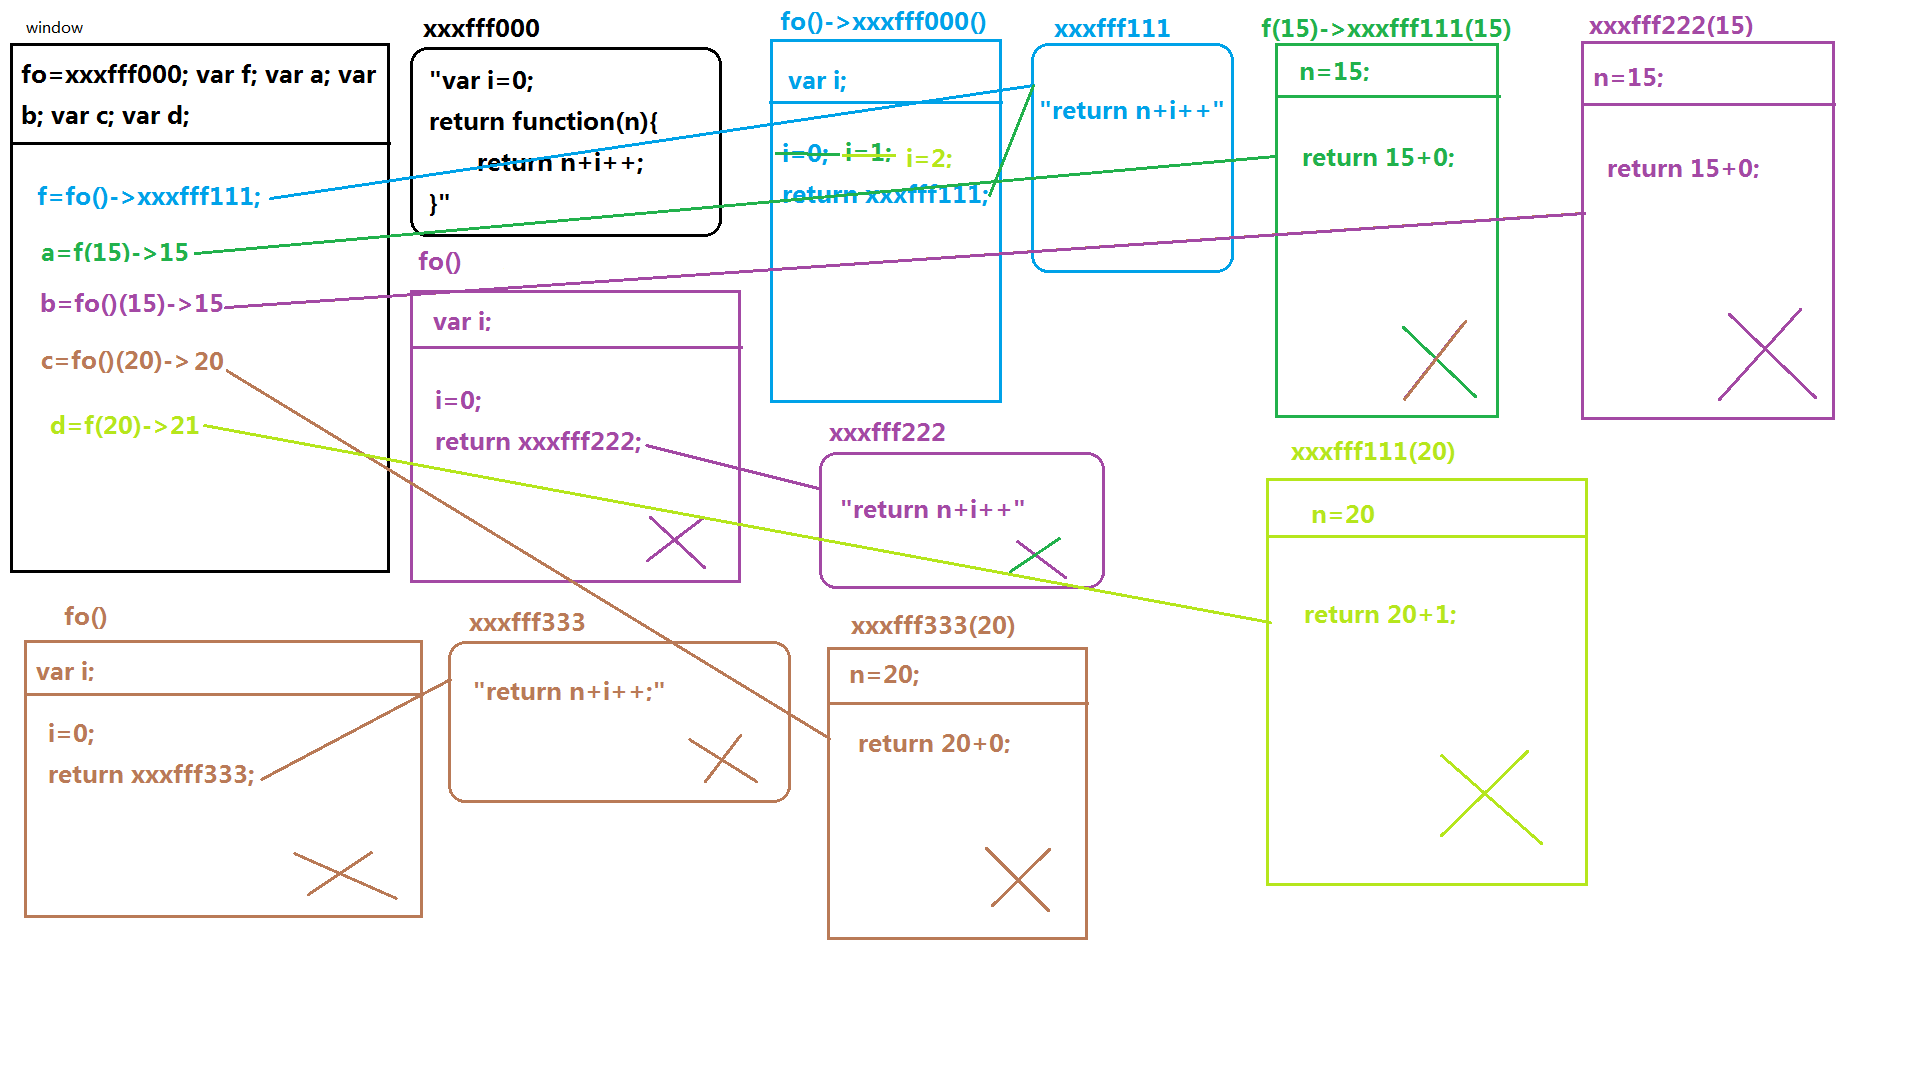 window
fo=xxxfff000; var f; var a; var
b; var c; var d;
f=fo()->xxxfff111;
a=f(15)->15
b=fo()(15)->15
c=fo()(20)->20
d=f(20)->21
xxxfff000
"var i=0;
return function(n){
return n+i++;
}"
fo()->xxxfff000()
var i;
i=0; i=1; i=2;
return xxxfff111;
xxxfff111
"return n+i++"
f(15)->xxxfff111(15)
n=15;
return 15+0;
xxxfff222(15)
n=15;
return 15+0;
fo()
var i;
i=0;
return xxxfff222;
xxxfff222
"return n+i++"
xxxfff111(20)
n=20
return 20+1;
fo()
var i;
i=0;
return xxxfff333;
xxxfff333
"return n+i++;"
xxxfff333(20)
n=20;
return 20+0;